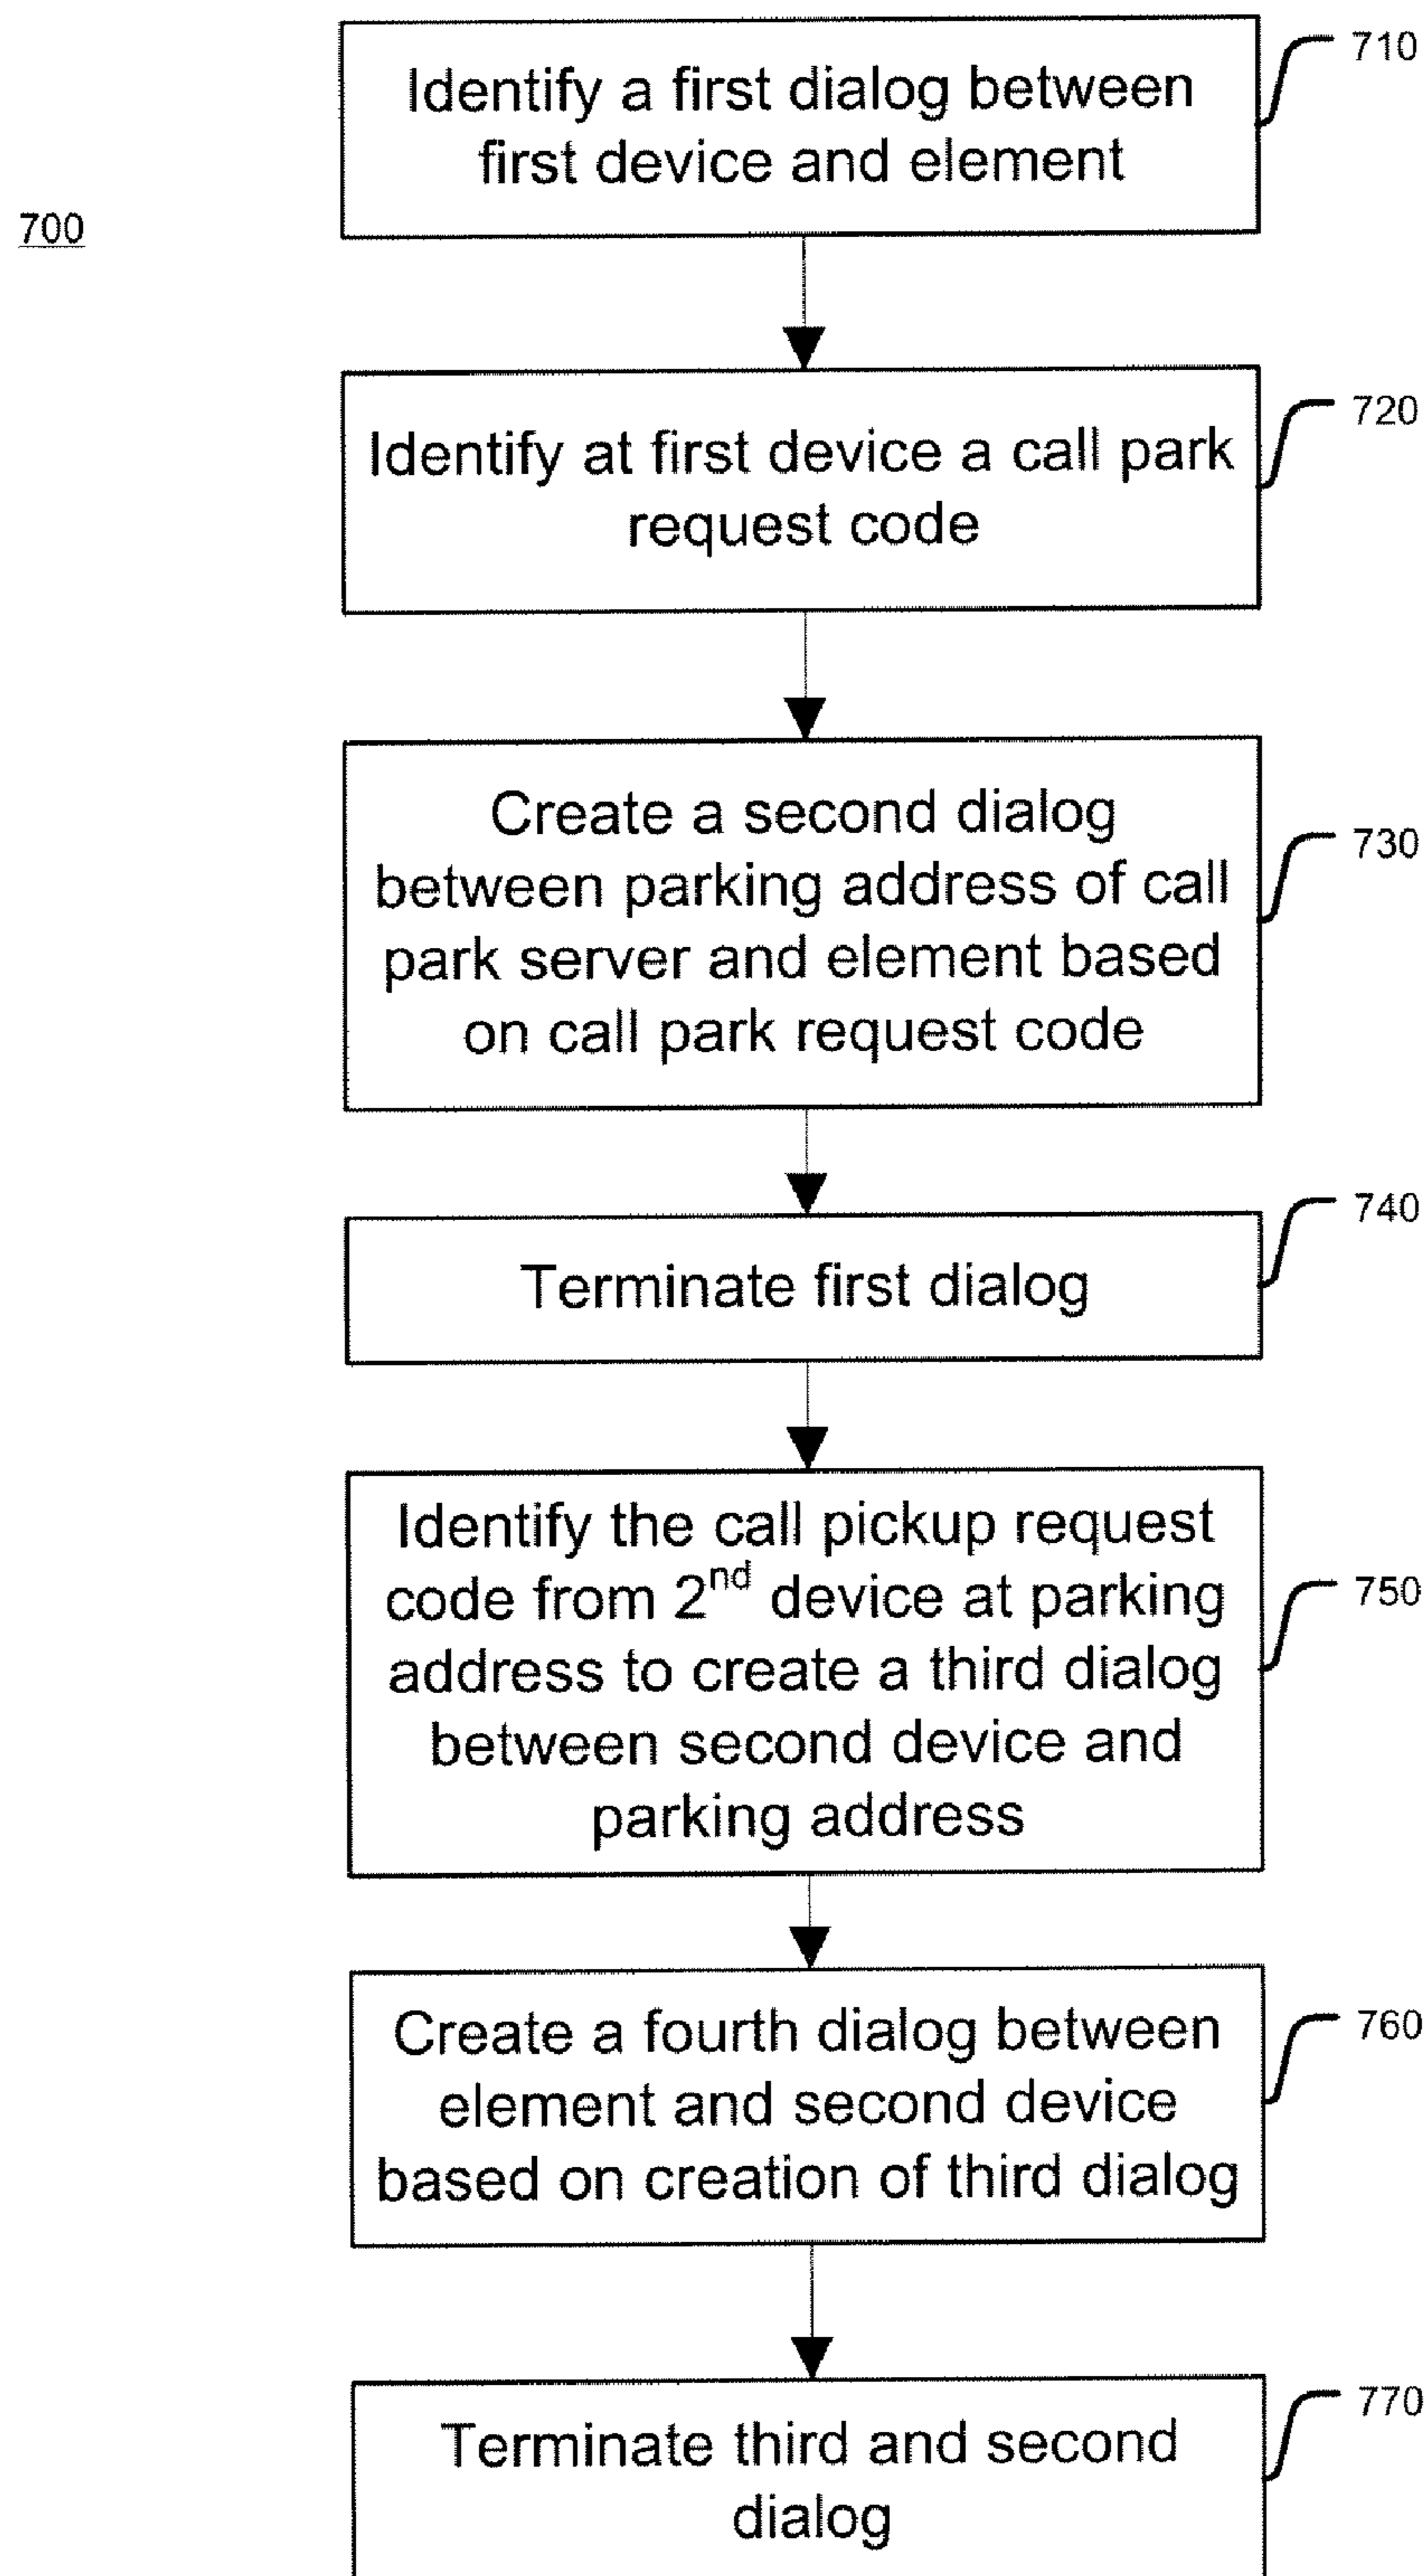 Identify a first dialog between
first device and element
710
700
Identify at first device a call park
request code
720
Create a second dialog
between parking address of call
park server and element based
on call park request code
730
Terminate first dialog
740
Identify the call pickup request
code from 2nd device at parking
address to create a third dialog
between second device and
parking address
750
Create a fourth dialog between
element and second device
based on creation of third dialog
760
Terminate third and second
dialog
770